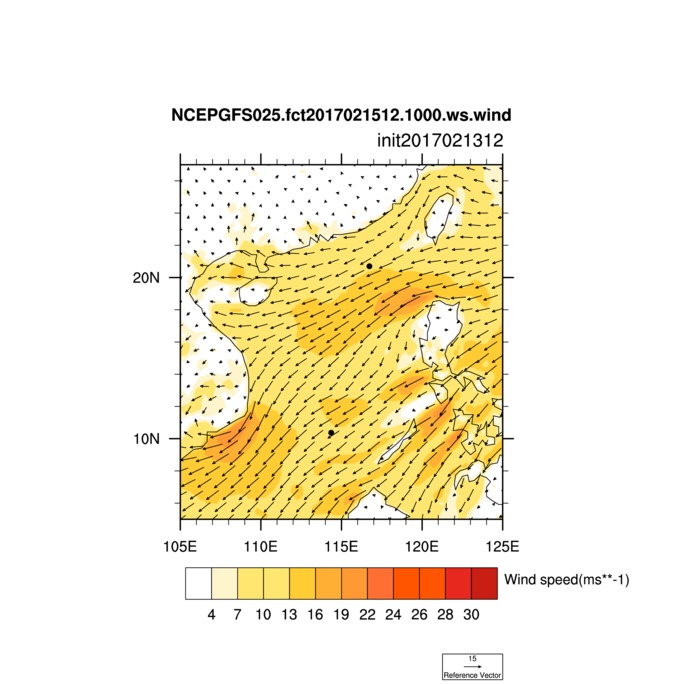 NCEPGFS025.fct2017021512.1000.ws.wind
init2017021312
20N
10N
105E 110E 115E 120E 125E
Wind speed(ms**-1)
4 7 10 13 16 19 22 24 26 28 30
15
Reference Vector